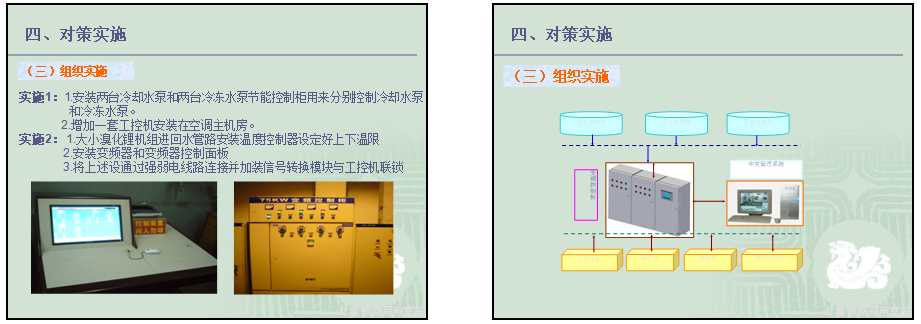 四、对策实施
（三）组织实施
实施1：1.安装两台冷却水泵和两台冷东水泵节能控制柜用来分别控制冷却水泵
和冷东水泵。
2.增加一套工控机安装在空调主机房。
实施2：1.大小溴化锂机组进回水管路安装温度控制器设定好上下温限
2.安装变频器和变频器控制面板
3.将上述设通过强弱电线路连接并加装信号转换模块与工控机联锁
控制装置
闲人勿动
75KW 变频控制柜
四、对策实施
（三）组织实施
中央管理系统